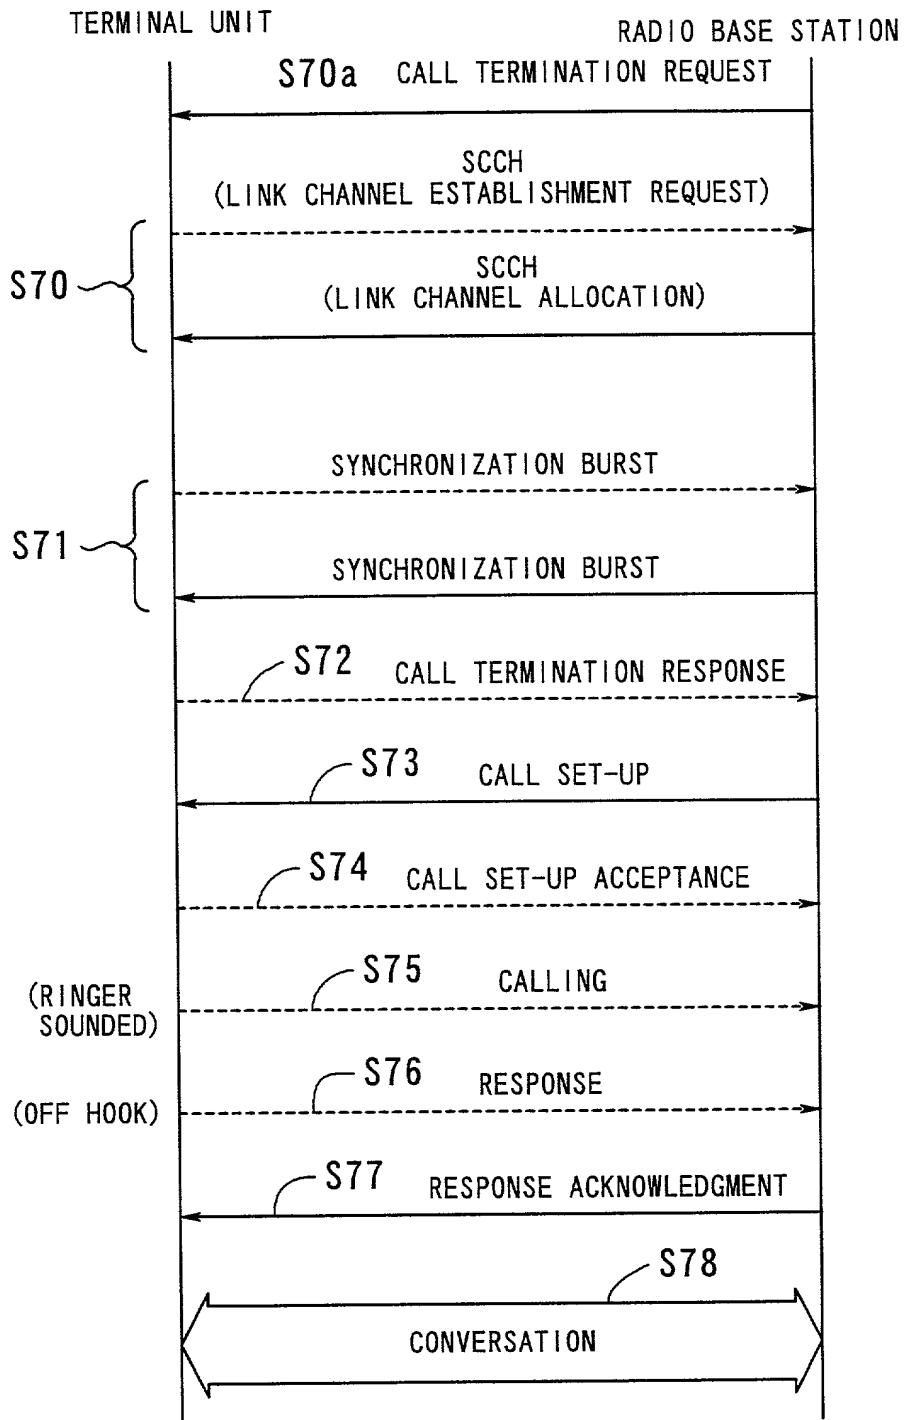 TERMINAL UNIT
RADIO BASE STATION
S70a CALL TERMINATION REQUEST
SCCH
(LINK CHANNEL ESTABLISHMENT REQUEST)
S70
SCCH
(LINK CHANNEL ALLOCATION)
SYNCHRONIZATION BURST
S71
SYNCHRONIZATION BURST
S72 CALL TERMINATION RESPONSE
S73 CALL SET-UP
S74 CALL SET-UP ACCEPTANCE
S75 CALLING
(RINGER
SOUNDED)
S76 RESPONSE
(OFF HOOK)
S77 RESPONSE ACKNOWLEDGMENT
S78
CONVERSATION